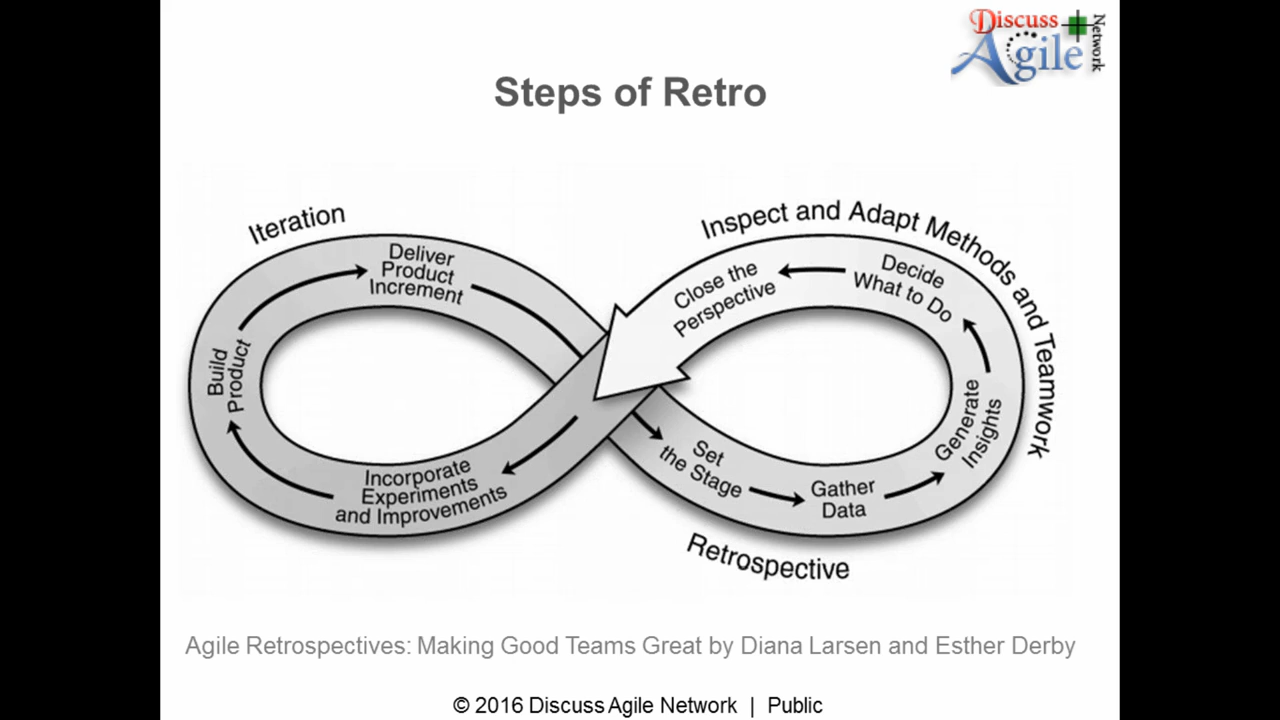 Discuss
Agile
Network
Steps of Retro
Iteration
Deliver
Product
Increment
Build
Product
Incorporate
Experiments
and Improvements
Inspect and Adapt Methods and Teamwork
Close the
Perspective
Decide
What to Do
Generate
Insights
Set
the Stage
Gather
Data
Retrospective
Agile Retrospectives: Making Good Teams Great by Diana Larsen and Esther Derby
© 2016 Discuss Agile Network | Public